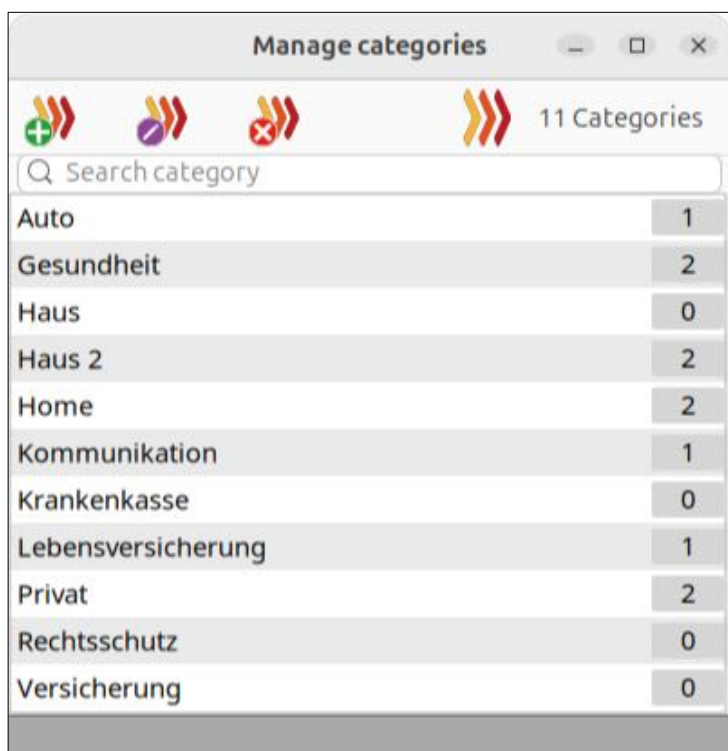 Manage categories
11 Categories
Search category
Auto 1
Gesundheit 2
Haus 0
Haus 2 2
Home 2
Kommunikation 1
Krankenkasse 0
Lebensversicherung 1
Privat 2
Rechtsschutz 0
Versicherung 0